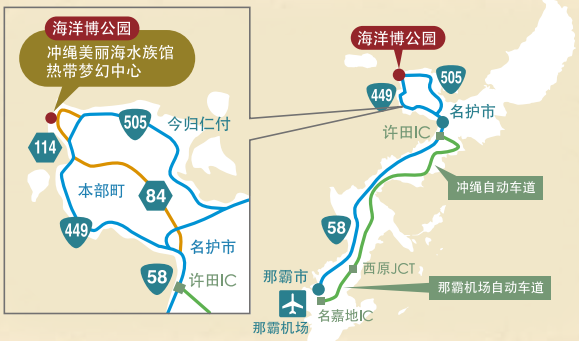 海洋博公园
冲绳美丽海水族馆
热带梦幻中心
505
今归仁付
114
本部町
84
449
名护市
58
许田IC
海洋博公园
505
449
名护市
许田IC
冲绳自动车道
58
西原JCT
那霸市
那霸机场自动车道
名嘉地IC
那霸机场